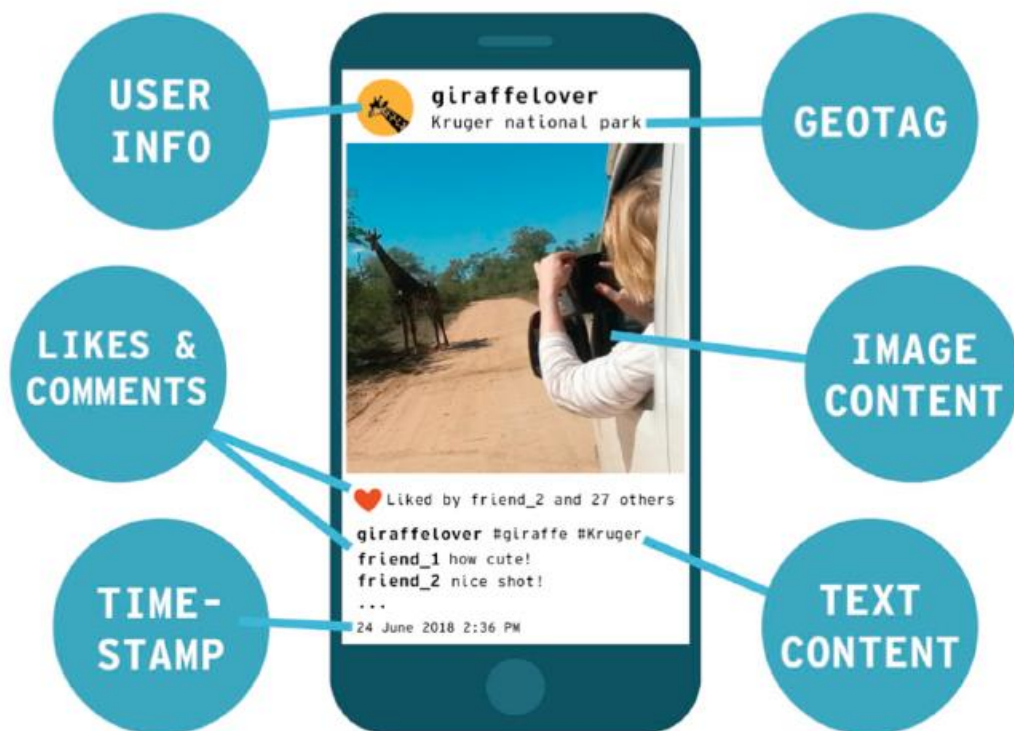 USER
INFO
giraffelover
Kruger national park
GEOTAG
LIKES &
COMMENTS
IMAGE
CONTENT
Liked by friend_2 and 27 others
giraffelover #giraffe #Kruger
friend_1 how cute!
friend_2 nice shot!
...
24 June 2018 2:36 PM
TIME-
STAMP
TEXT
CONTENT